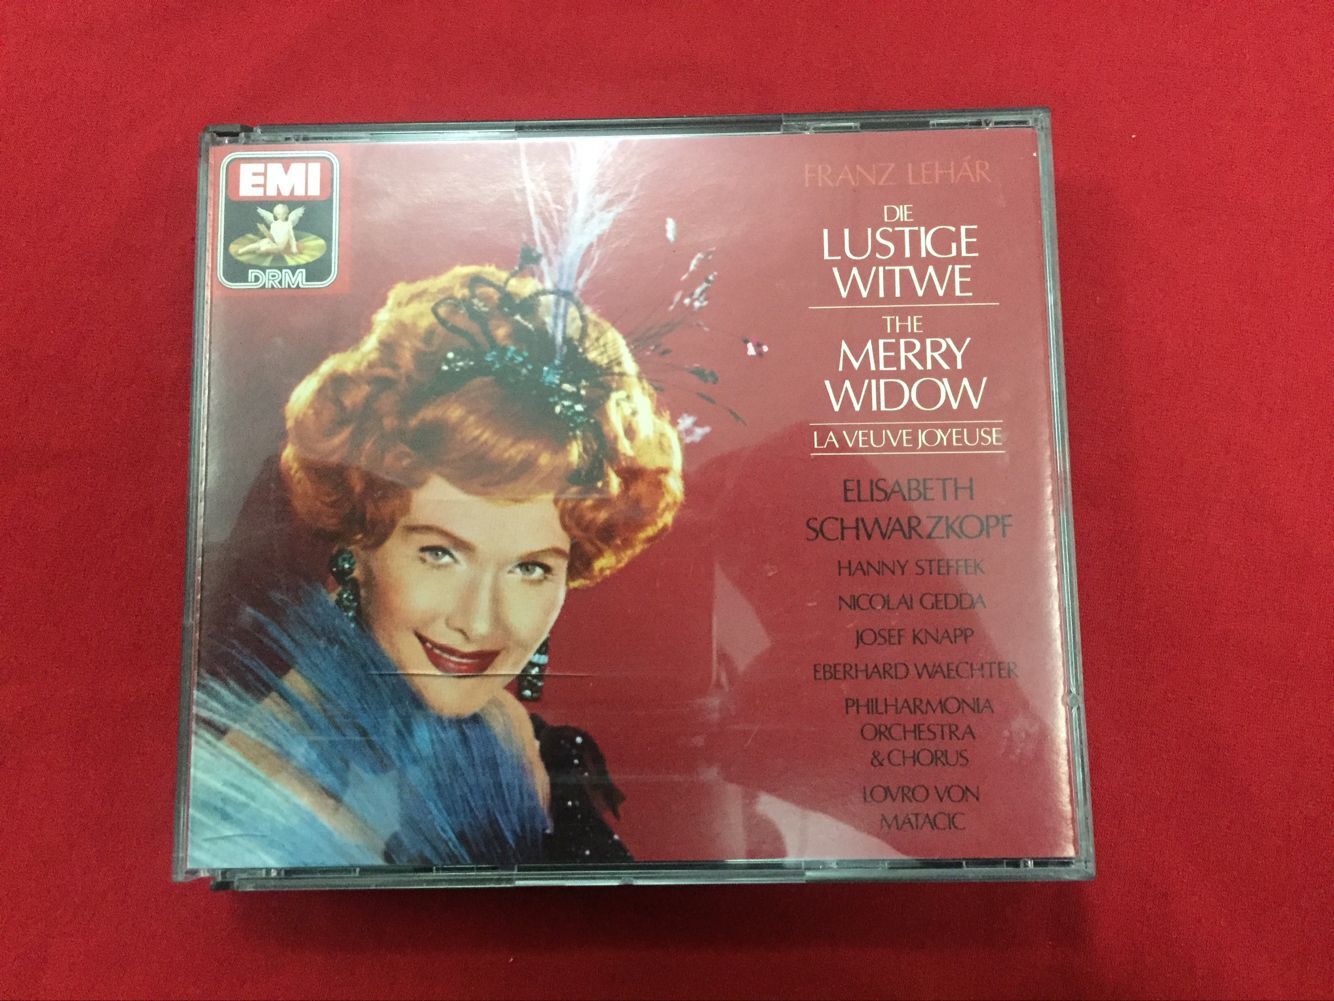 EMI
DRM
FRANZ LEHÁR
DIE
LUSTIGE
WITWE
THE
MERRY
WIDOW
LA VEUVE JOYEUSE
ELISABETH
SCHWARZKOPF
HANNY STEFFEK
NICOLAI GEDDA
JOSEF KNAPP
EBERHARD WAECHTER
PHILHARMONIA
ORCHESTRA
& CHORUS
LOVRO VON
MATACIC